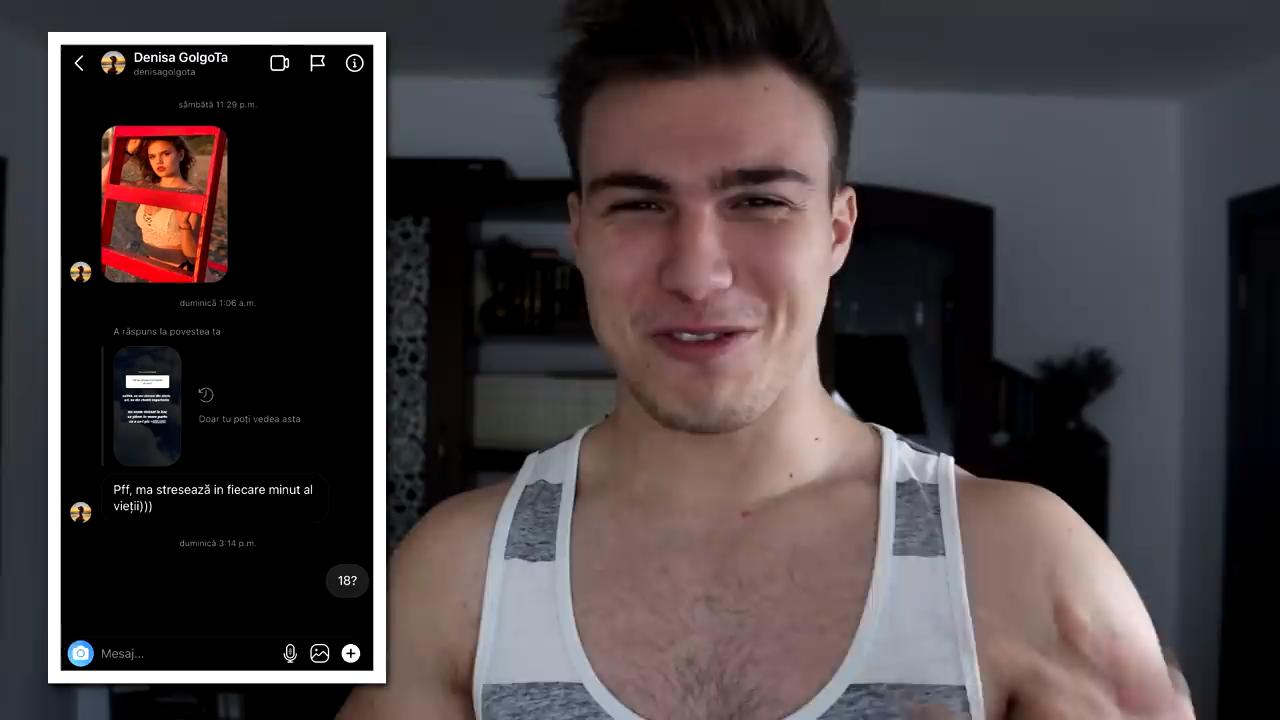 Denisa GolgoTa
denisagolgota
sâmbătă 11:29 p.m.
duminică 1:06 a.m.
A răspuns la povestea ta
Doar tu poți vedea asta
Pff, ma stresează in fiecare minut al
vieții)))
duminică 3:14 p.m.
18?
Mesaj...